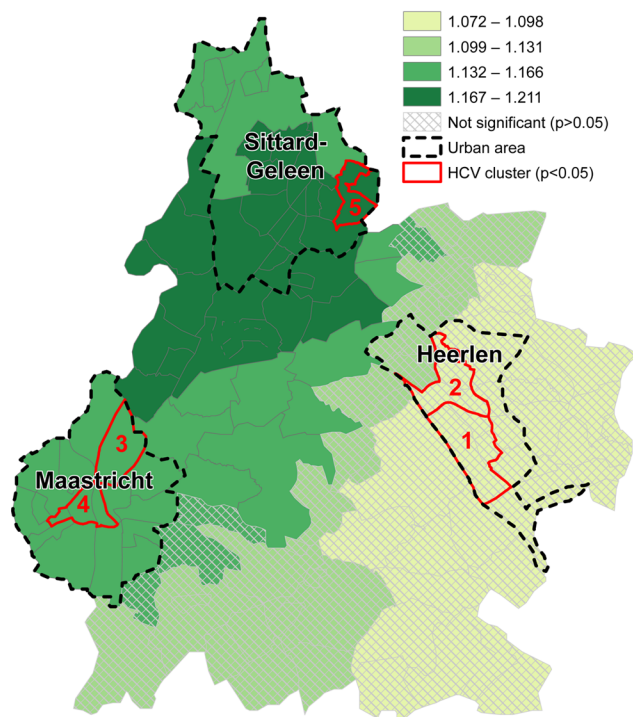 1.072 – 1.098
1.099 – 1.131
1.132 – 1.166
1.167 – 1.211
Not significant (p>0.05)
Urban area
HCV cluster (p<0.05)
Sittard-
Geleen
5
Heerlen
2
1
3
Maastricht
4